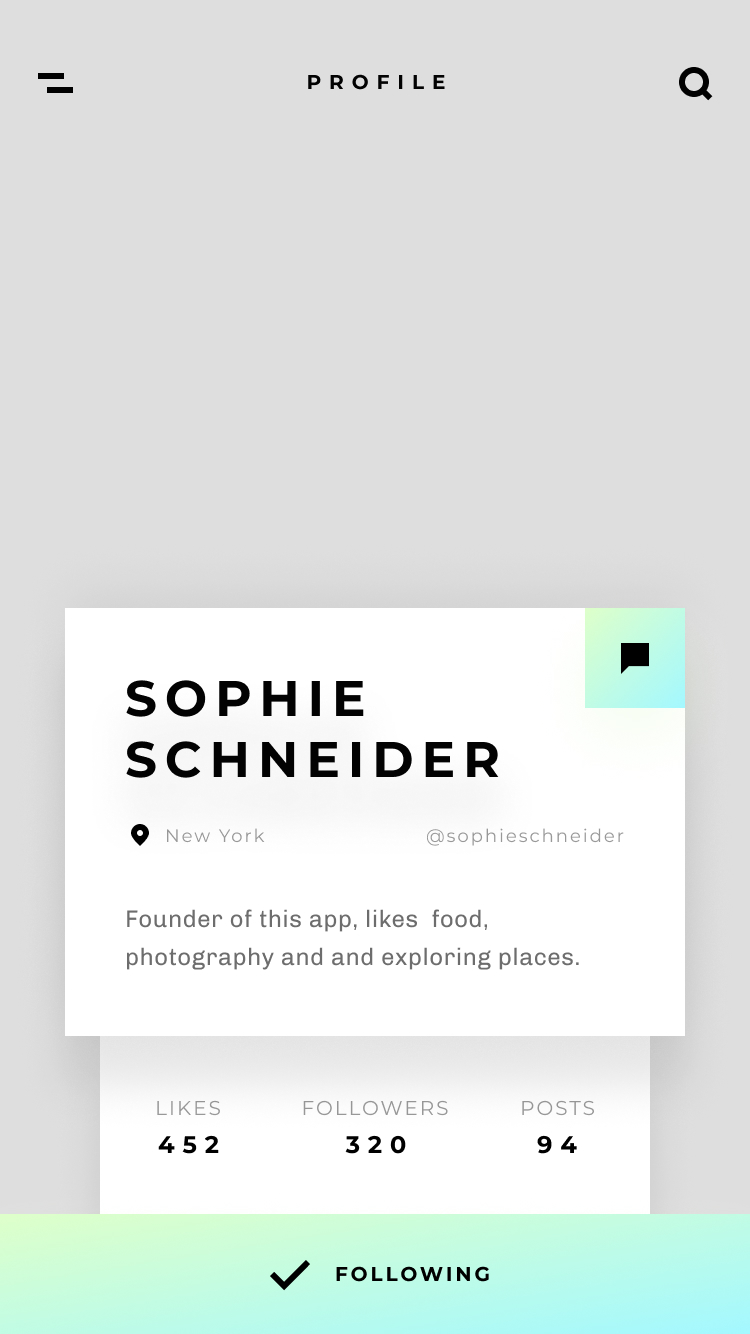 PROFILE
SOPHIE
SCHNEIDER
New York
@sophieschneider
Founder of this app, likes  food,
photography and and exploring places.
LIKES
FOLLOWERS
POSTS
452
320
94
FOLLOWING